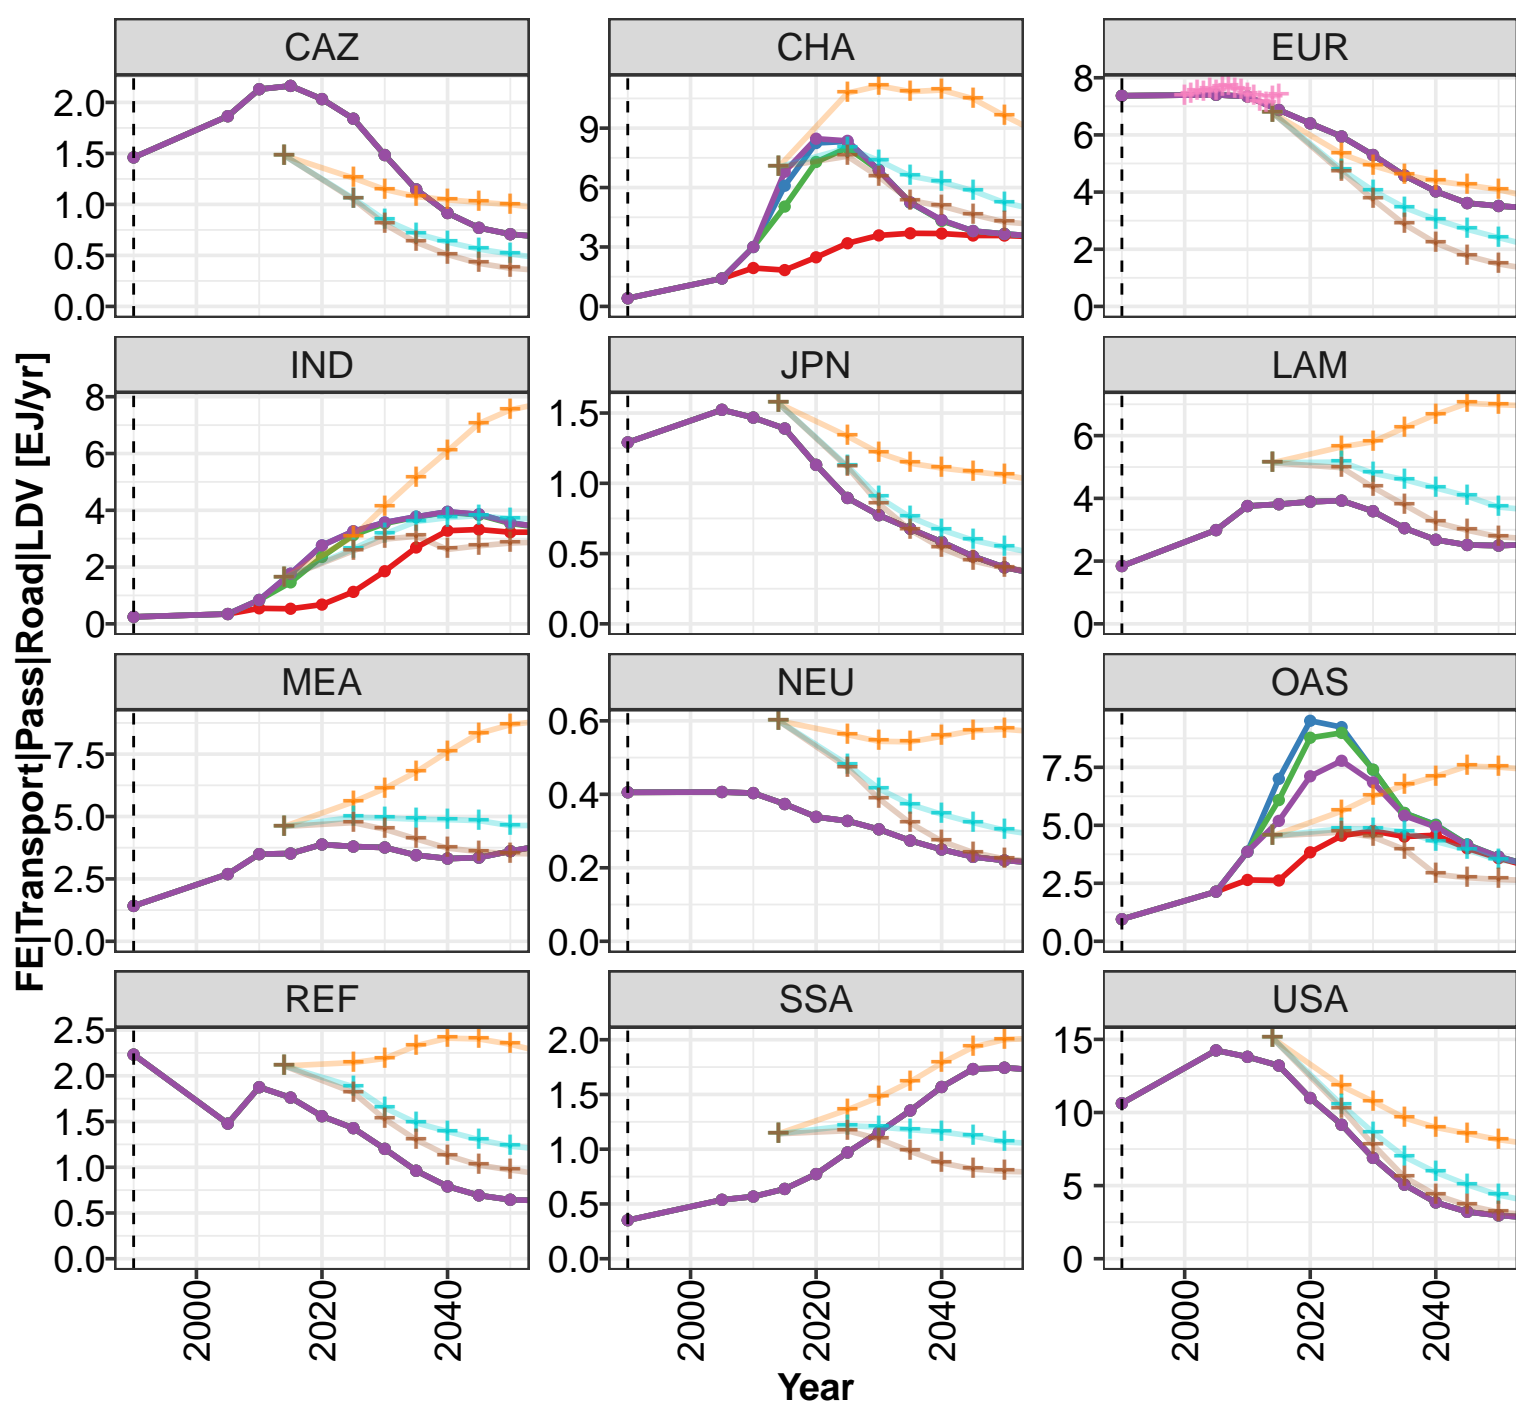 CAZ CHA EUR
2.0 9 8
1.5 6 6
1.0 3 4
0.5 0 2
0.0 0
IND JPN LAM
8 1.5 6
6 1.0 4
4 0.5 2
2 0.0 0
0
FE|Transport|Pass|Road|LDV [EJ/yr]
MEA NEU OAS
7.5 0.6 7.5
5.0 0.4 5.0
2.5 0.2 2.5
0.0 0.0 0.0
REF SSA USA
2.5 2.0 15
2.0 1.5 10
1.5 1.0 5
1.0 0.5 0
0.5 0.0
0.0
2000 2020 2040 2000 2020 2040 2000 2020 2040
Year